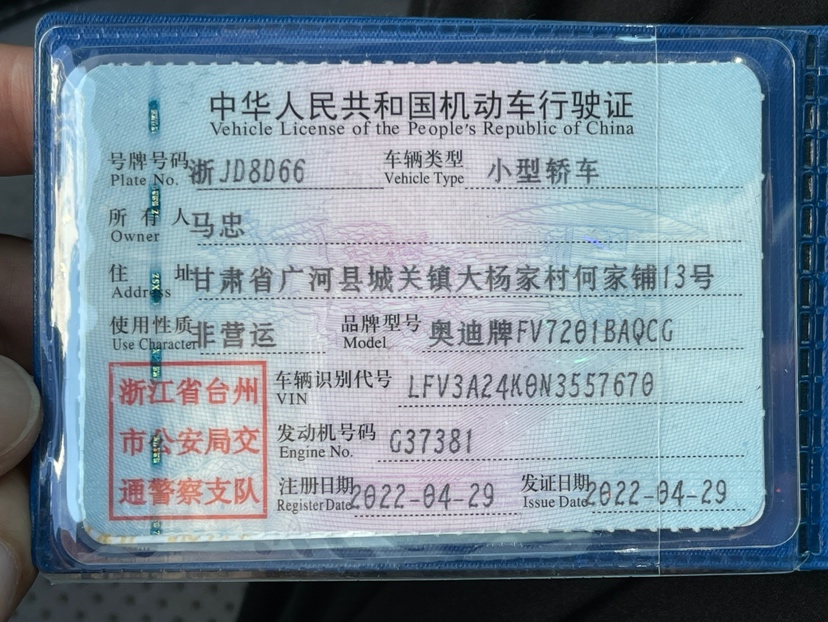 中华人民共和国机动车行驶证
Vehicle License of the People's Republic of China
号牌号码 浙JD8D66 车辆类型 小型轿车
Plate No. Vehicle Type
所有人 马忠
Owner
住址 甘肃省广河县城关镇大杨家村何家铺13号
Address
使用性质 非营运 品牌型号 奥迪牌FV7201BAQCG
Use Character Model
浙江省台州
市公安局交
通警察支队
车辆识别代号 LFV3A24K0N3557670
VIN
发动机号码 G37381
Engine No.
注册日期 2022-04-29 发证日期 2022-04-29
Register Date Issue Date